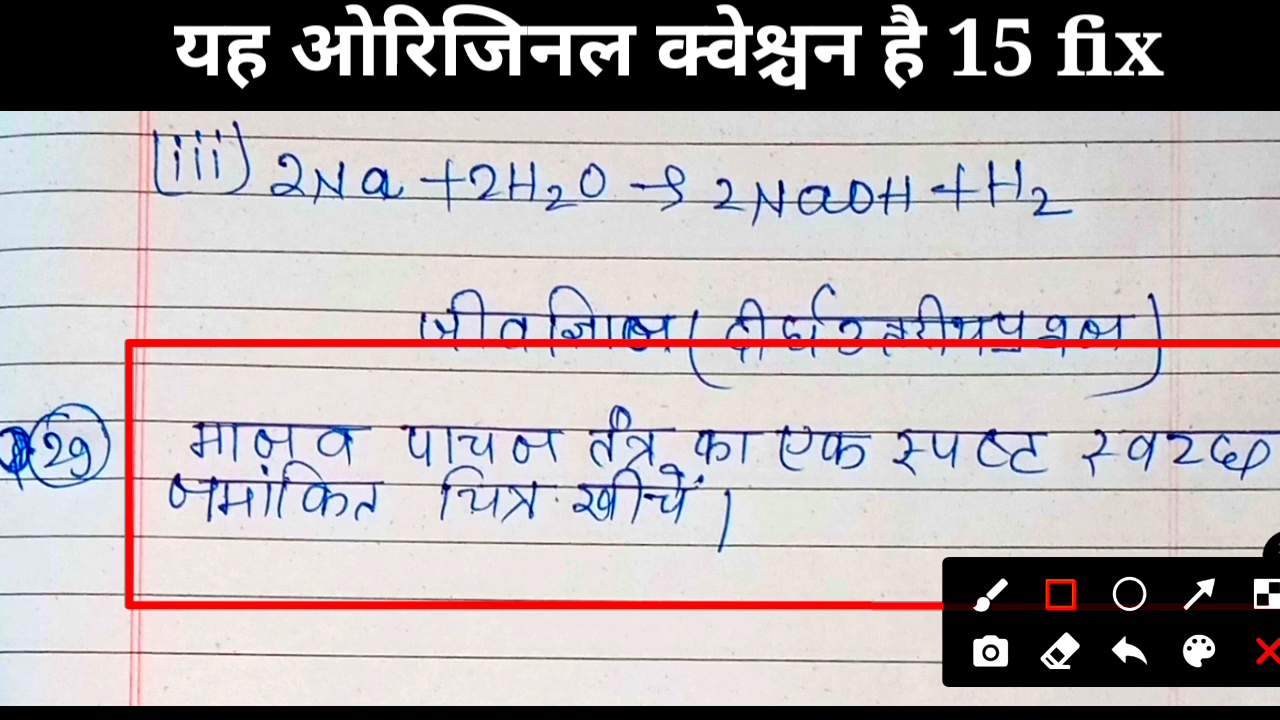 यह ओरिजिनल क्वेश्चन है 15 fix
(iii) 2Na + 2H₂O → 2NaOH + H₂
जीव विज्ञान (दीर्घ उत्तरीय प्रश्न)
29 मानव पाचन तंत्र का एक स्पष्ट स्वच्छ
नामांकित चित्र खींचें।